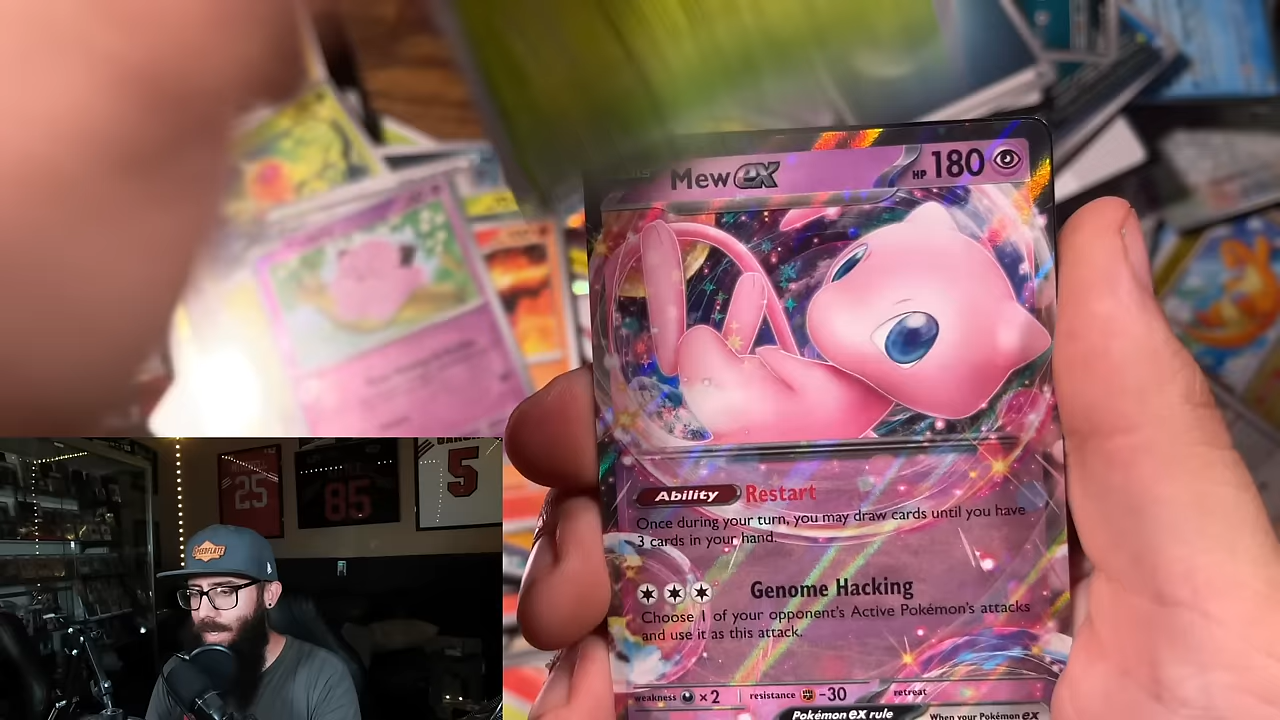 Mew ex HP 180
Ability Restart
Once during your turn, you may draw cards until you have
3 cards in your hand.
Genome Hacking
Choose 1 of your opponent's Active Pokémon's attacks
and use it as this attack.
weakness ×2 resistance -30 retreat
Pokémon ex rule When your Pokémon ex
25
85
5